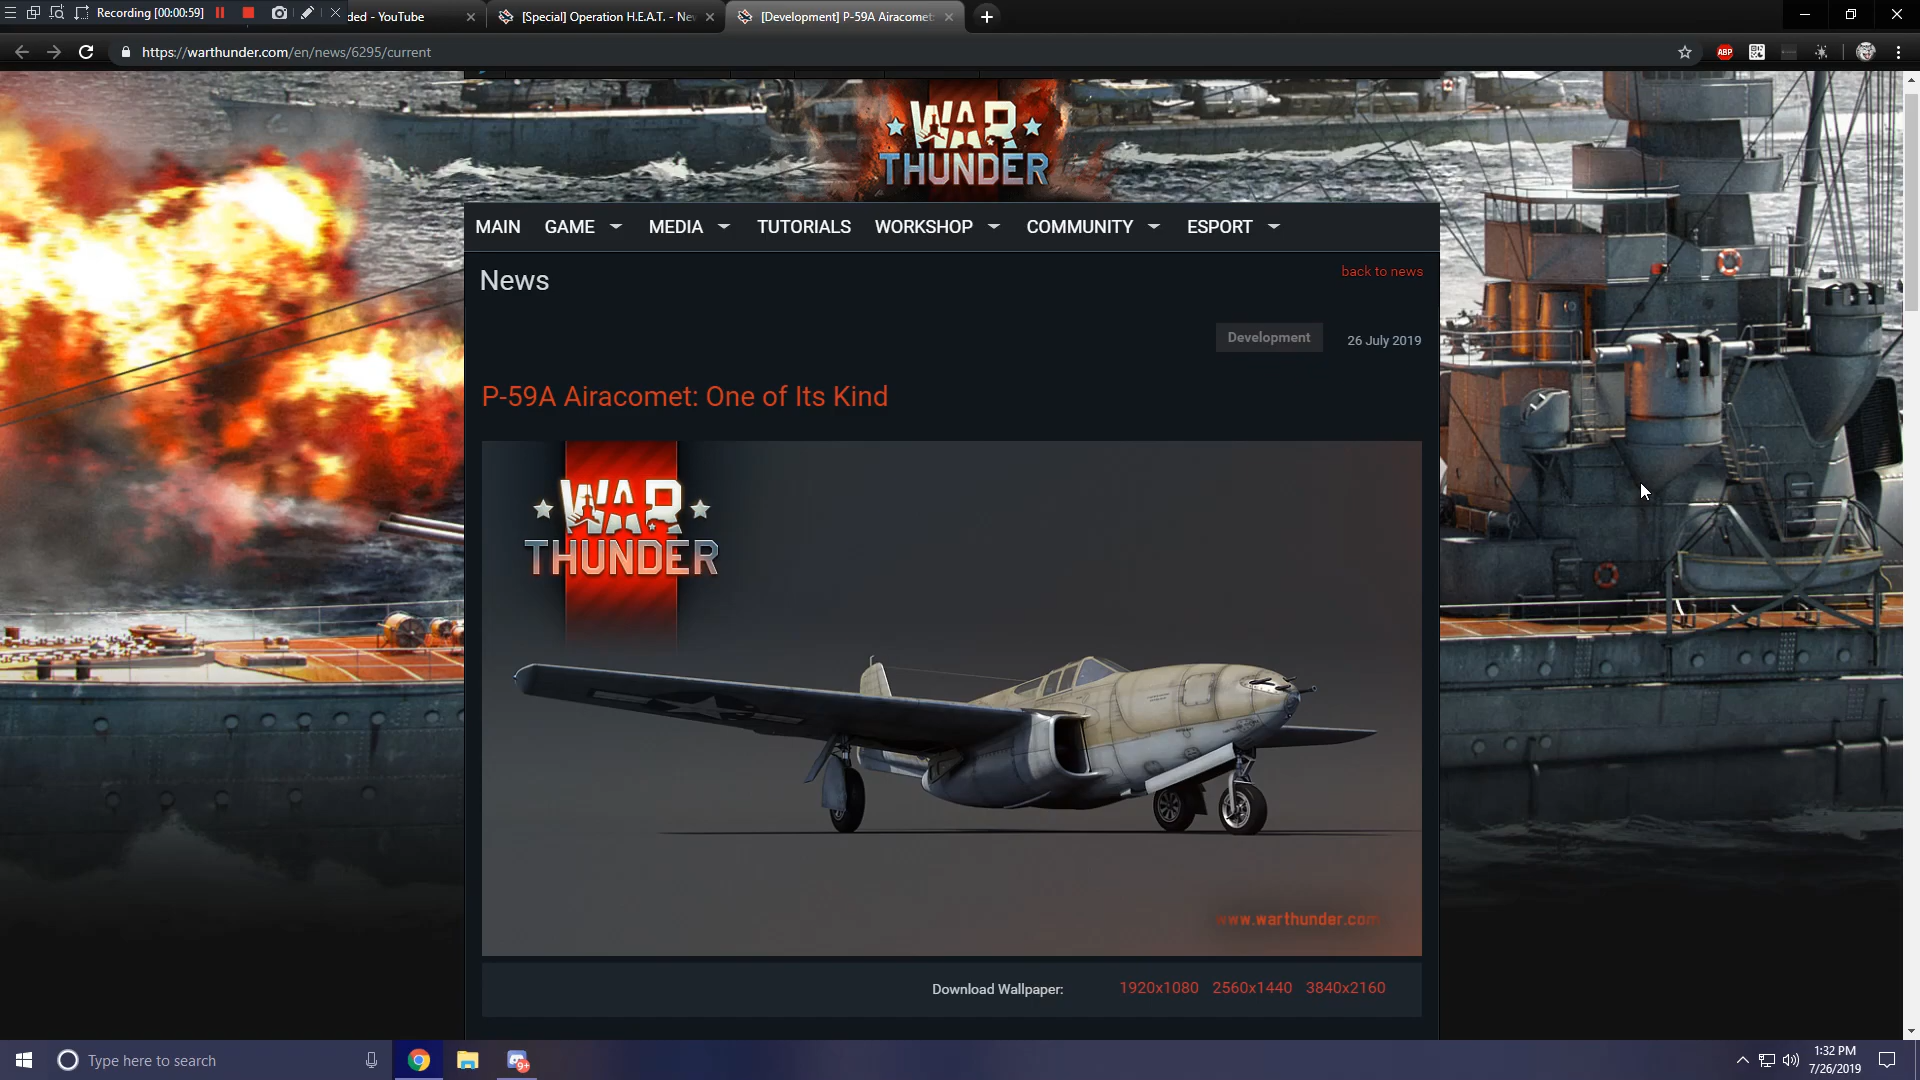 Recording [00:00:59]
ded - YouTube
[Special] Operation H.E.A.T. - Ne
[Development] P-59A Airacomet:
https://warthunder.com/en/news/6295/current
ABP
WAR
THUNDER
MAIN GAME MEDIA TUTORIALS WORKSHOP COMMUNITY ESPORT
News
back to news
Development
26 July 2019
P-59A Airacomet: One of Its Kind
WAR
THUNDER
www.warthunder.com
Download Wallpaper: 1920x1080 2560x1440 3840x2160
Type here to search
9+
1:32 PM
7/26/2019